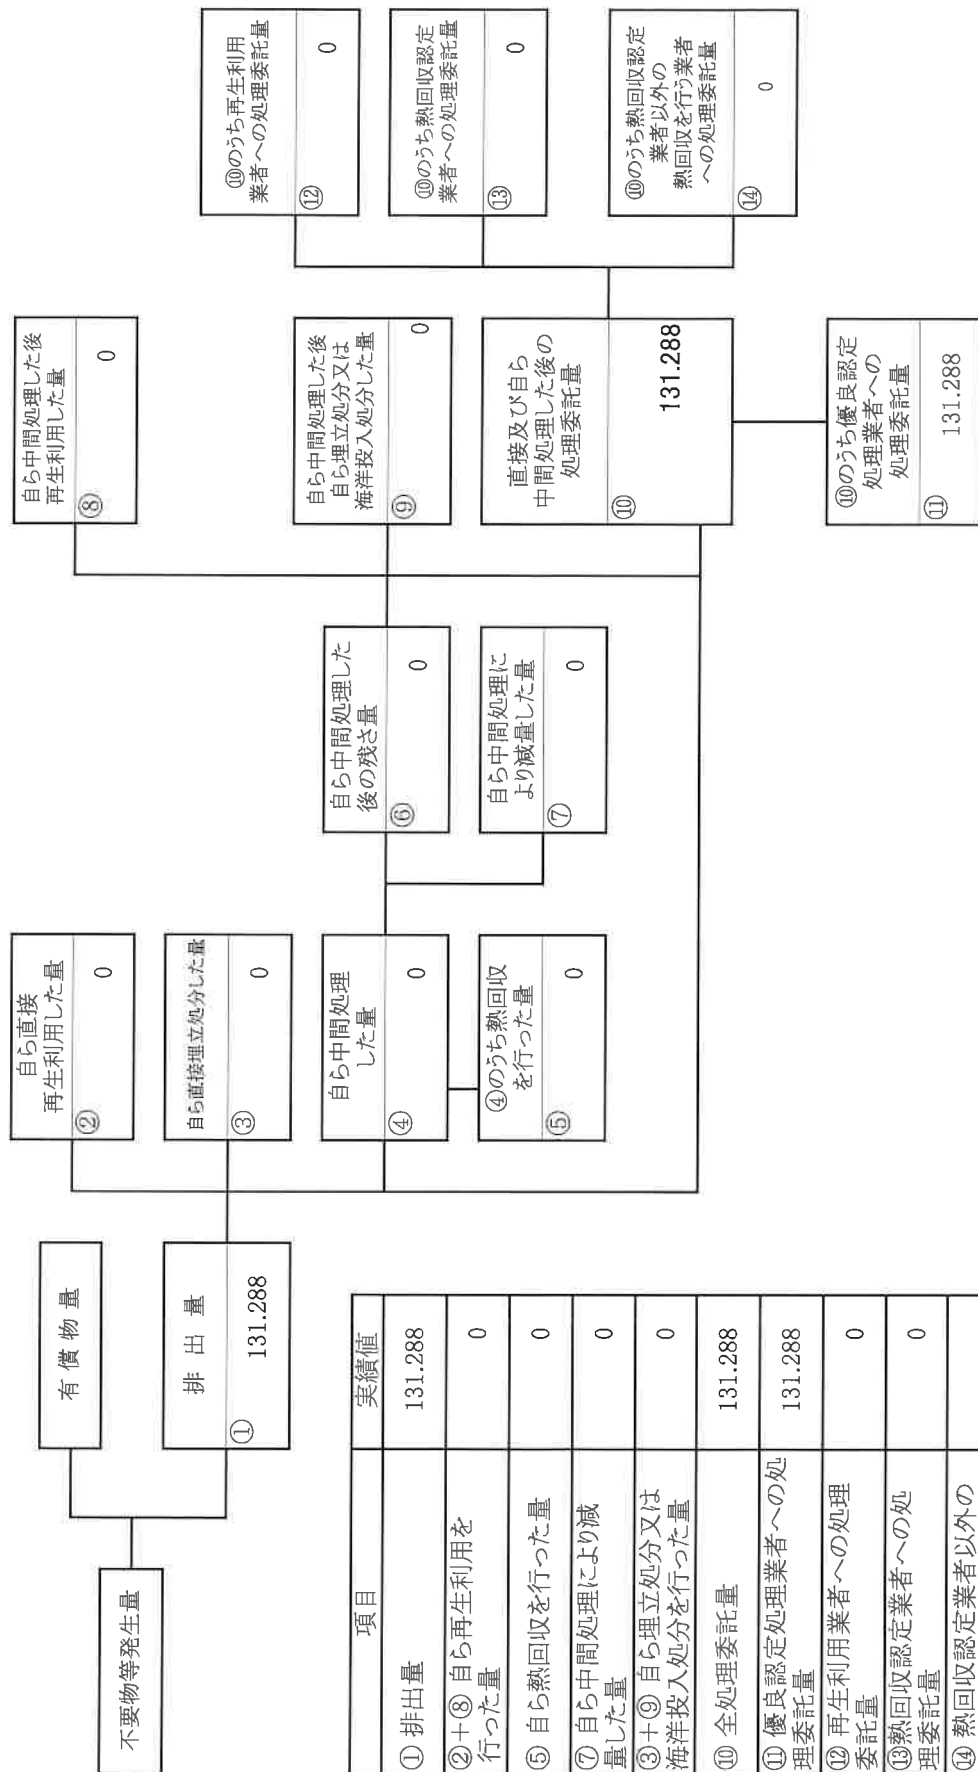 不要物等発生量
有償物量
排出量
① 131.288
自ら直接
再生利用した量
② 0
自ら直接埋立処分した量
③ 0
自ら中間処理
した量
④ 0
④のうち熱回収
を行った量
⑤ 0
自ら中間処理した
後の残さ量
⑥ 0
自ら中間処理に
より減量した量
⑦ 0
自ら中間処理した後
再生利用した量
⑧ 0
自ら中間処理した後
自ら埋立処分又は
海洋投入処分した量
⑨ 0
直接及び自ら
中間処理した後の
処理委託量
⑩ 131.288
⑩のうち優良認定
処理業者への
処理委託量
⑪ 131.288
⑩のうち再生利用
業者への処理委託量
⑫ 0
⑩のうち熱回収認定
業者への処理委託量
⑬ 0
⑩のうち熱回収認定
業者以外の
熱回収を行う業者
への処理委託量
⑭ 0
項目 実績値
① 排出量 131.288
②+⑧ 自ら再生利用を
行った量 0
⑤ 自ら熱回収を行った量 0
⑦ 自ら中間処理により減
量した量 0
③+⑨ 自ら埋立処分又は
海洋投入処分を行った量 0
⑩ 全処理委託量 131.288
⑪ 優良認定処理業者への処
理委託量 131.288
⑫ 再生利用業者への処理
委託量 0
⑬熱回収認定業者への処
理委託量 0
⑭ 熱回収認定業者以外の